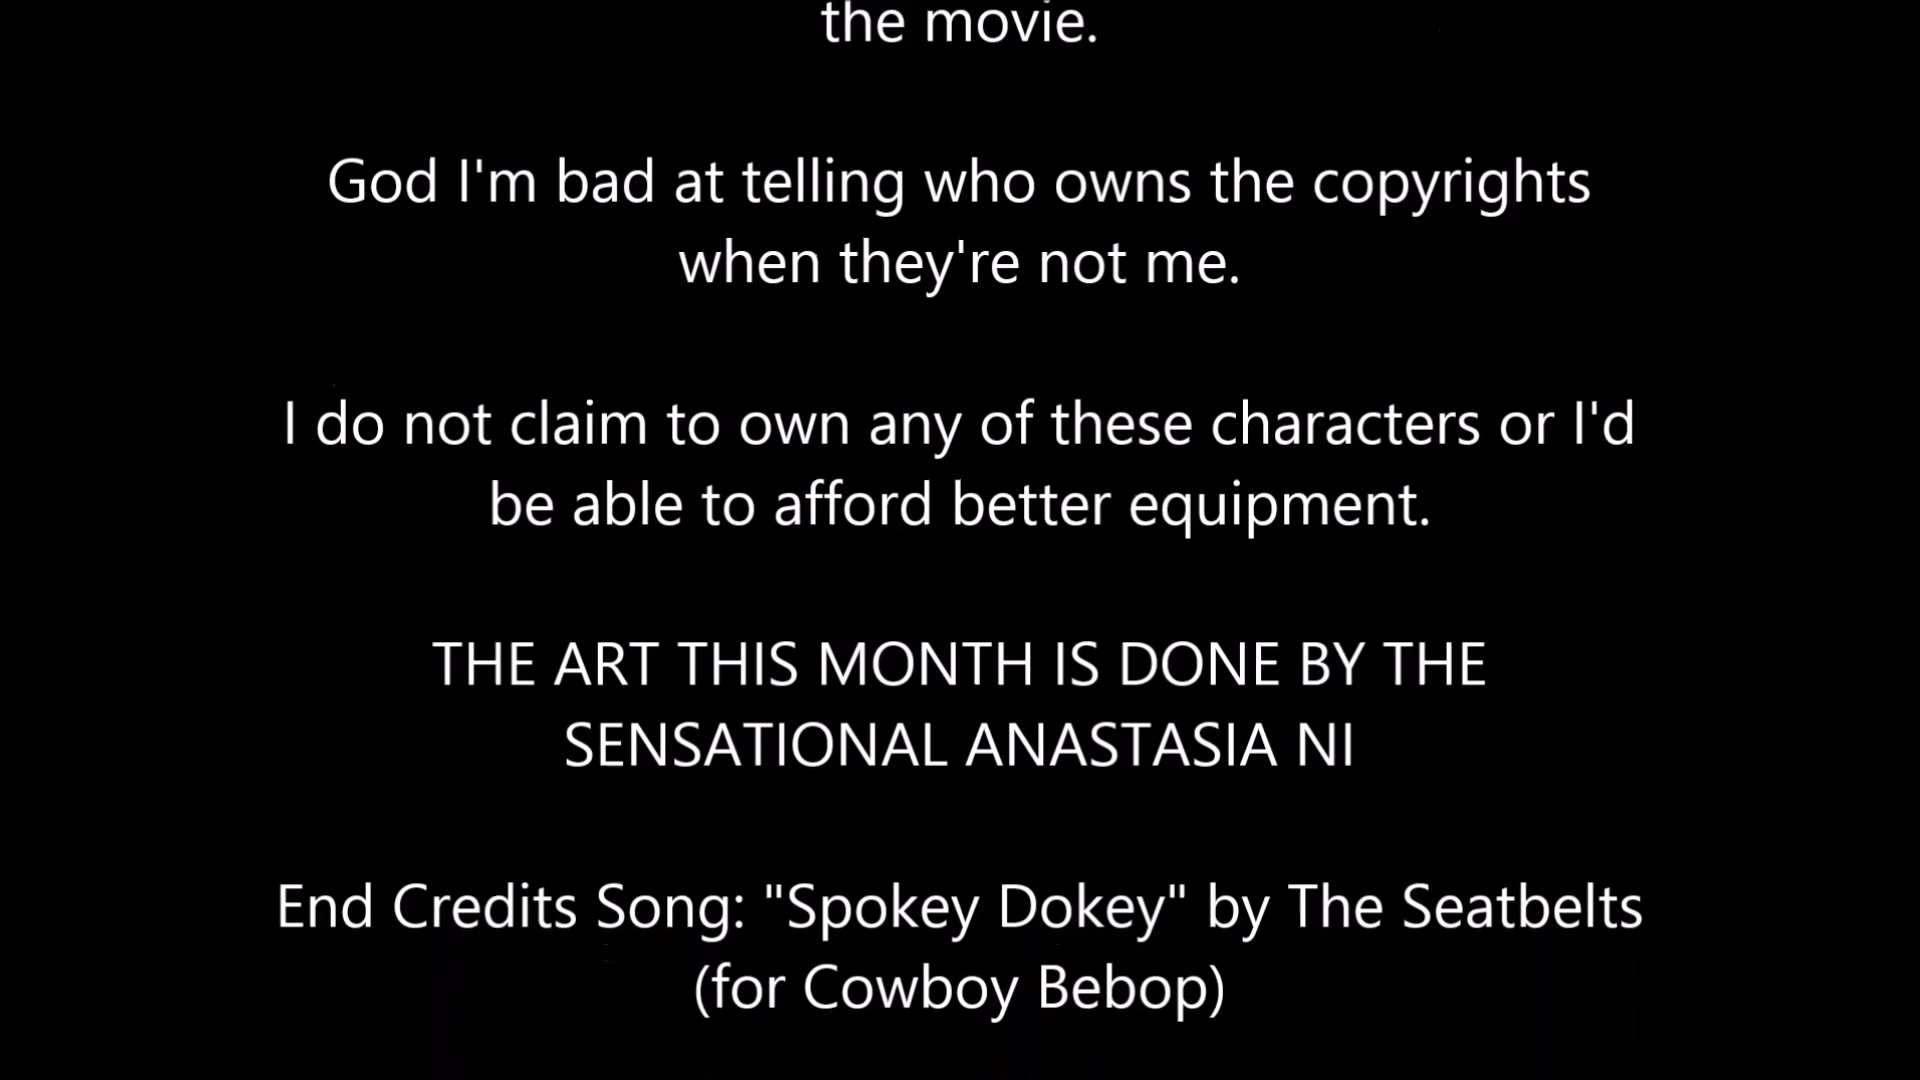 the movie.
God I'm bad at telling who owns the copyrights
when they're not me.
I do not claim to own any of these characters or I'd
be able to afford better equipment.
THE ART THIS MONTH IS DONE BY THE
SENSATIONAL ANASTASIA NI
End Credits Song: "Spokey Dokey" by The Seatbelts
(for Cowboy Bebop)